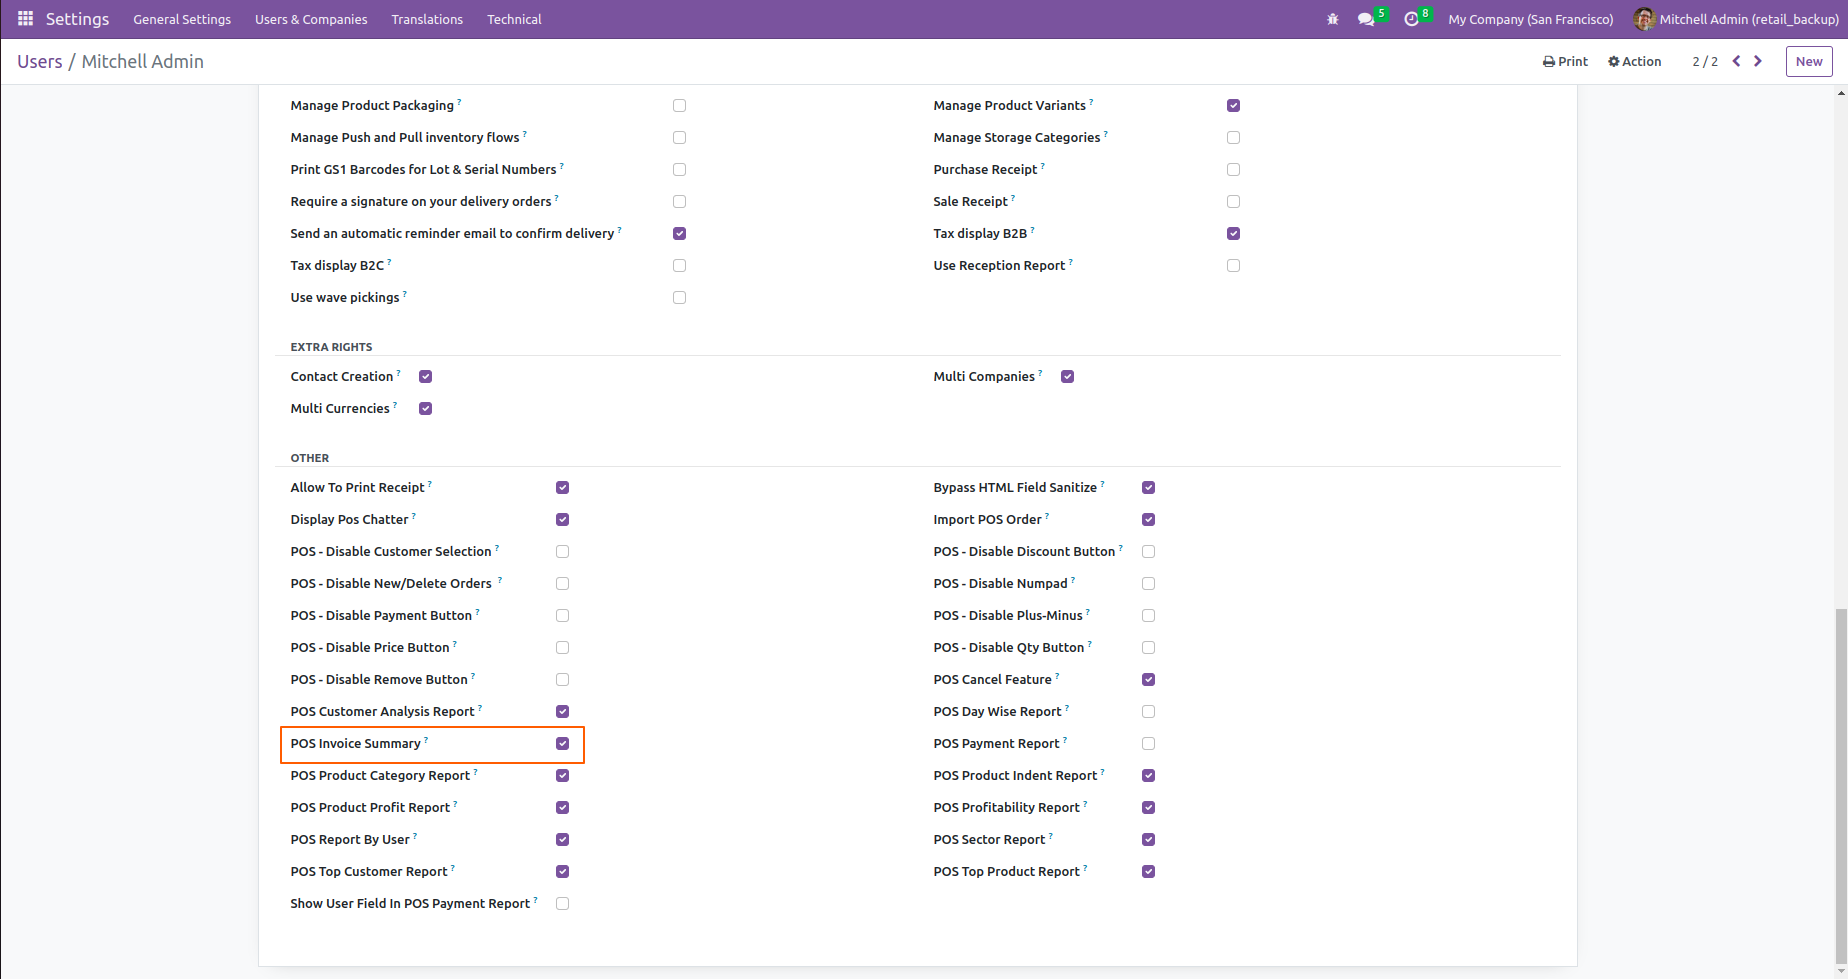 Settings General Settings Users & Companies Translations Technical 5 8 My Company (San Francisco) Mitchell Admin (retail_backup)
Users / Mitchell Admin Print Action 2 / 2 New
Manage Product Packaging ? Manage Product Variants ?
Manage Push and Pull inventory flows ? Manage Storage Categories ?
Print GS1 Barcodes for Lot & Serial Numbers ? Purchase Receipt ?
Require a signature on your delivery orders ? Sale Receipt ?
Send an automatic reminder email to confirm delivery ? Tax display B2B ?
Tax display B2C ? Use Reception Report ?
Use wave pickings ?
EXTRA RIGHTS
Contact Creation ? Multi Companies ?
Multi Currencies ?
OTHER
Allow To Print Receipt ? Bypass HTML Field Sanitize ?
Display Pos Chatter ? Import POS Order ?
POS - Disable Customer Selection ? POS - Disable Discount Button ?
POS - Disable New/Delete Orders ? POS - Disable Numpad ?
POS - Disable Payment Button ? POS - Disable Plus-Minus ?
POS - Disable Price Button ? POS - Disable Qty Button ?
POS - Disable Remove Button ? POS Cancel Feature ?
POS Customer Analysis Report ? POS Day Wise Report ?
POS Invoice Summary ? POS Payment Report ?
POS Product Category Report ? POS Product Indent Report ?
POS Product Profit Report ? POS Profitability Report ?
POS Report By User ? POS Sector Report ?
POS Top Customer Report ? POS Top Product Report ?
Show User Field In POS Payment Report ?